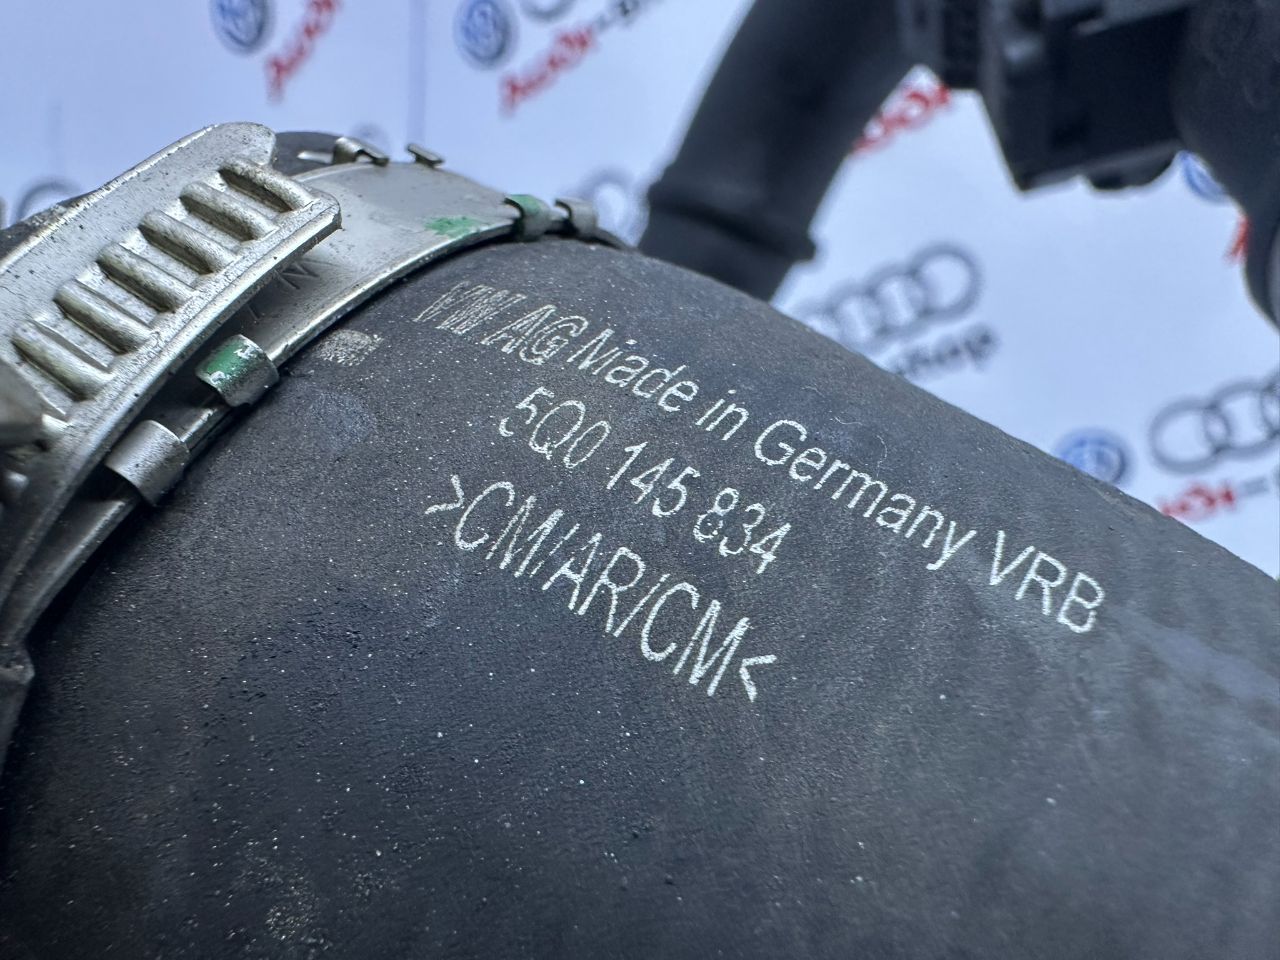 VW AG Made in Germany VRB
5Q0 145 834
>CM/AR/CM<